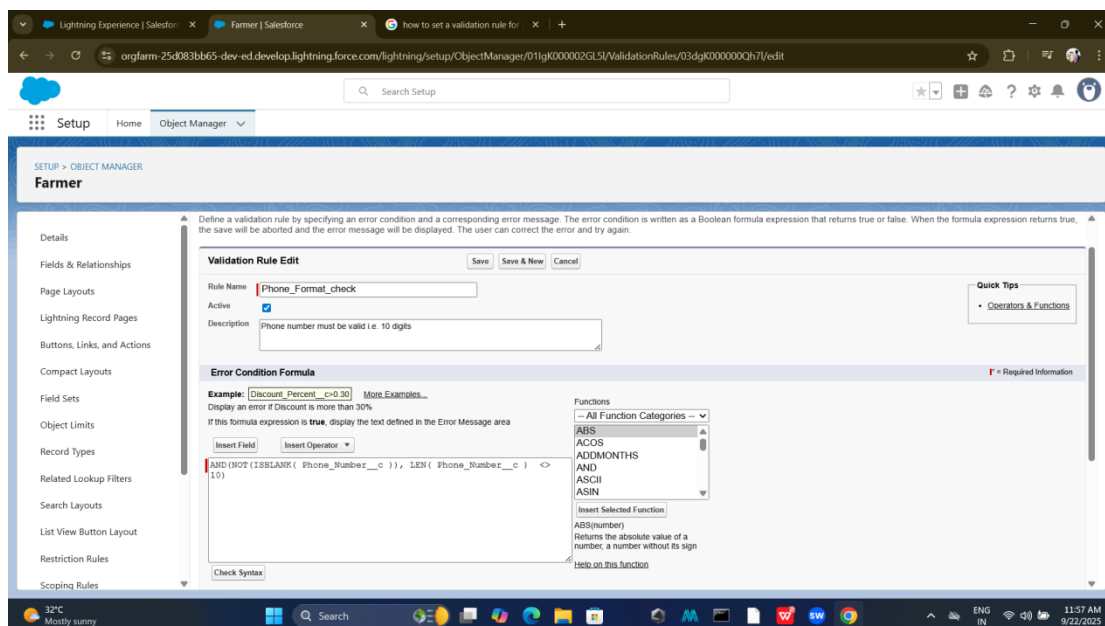 Lightning Experience | Salesforc
Farmer | Salesforce
how to set a validation rule for
orgfarm-25d083bb65-dev-ed.develop.lightning.force.com/lightning/setup/ObjectManager/01IgK000002GL5l/ValidationRules/03dgK000000Qh7l/edit
Search Setup
Setup
Home
Object Manager
SETUP > OBJECT MANAGER
Farmer
Details
Fields & Relationships
Page Layouts
Lightning Record Pages
Buttons, Links, and Actions
Compact Layouts
Field Sets
Object Limits
Record Types
Related Lookup Filters
Search Layouts
List View Button Layout
Restriction Rules
Scoping Rules
Define a validation rule by specifying an error condition and a corresponding error message. The error condition is written as a Boolean formula expression that returns true or false. When the formula expression returns true,
the save will be aborted and the error message will be displayed. The user can correct the error and try again.
Validation Rule Edit
Save
Save & New
Cancel
Rule Name
Phone_Format_check
Active
Description
Phone number must be valid i.e. 10 digits
Quick Tips
• Operators & Functions
Error Condition Formula
= Required Information
Example: Discount_Percent__c>0.30 More Examples...
Display an error if Discount is more than 30%
If this formula expression is true, display the text defined in the Error Message area
Insert Field
Insert Operator
AND(NOT(ISBLANK( Phone_Number__c )), LEN( Phone_Number__c ) <>
10)
Check Syntax
Functions
-- All Function Categories --
ABS
ACOS
ADDMONTHS
AND
ASCII
ASIN
Insert Selected Function
ABS(number)
Returns the absolute value of a
number, a number without its sign
Help on this function
32°C
Mostly sunny
Search
W
SW
ENG
IN
11:57 AM
9/22/2025